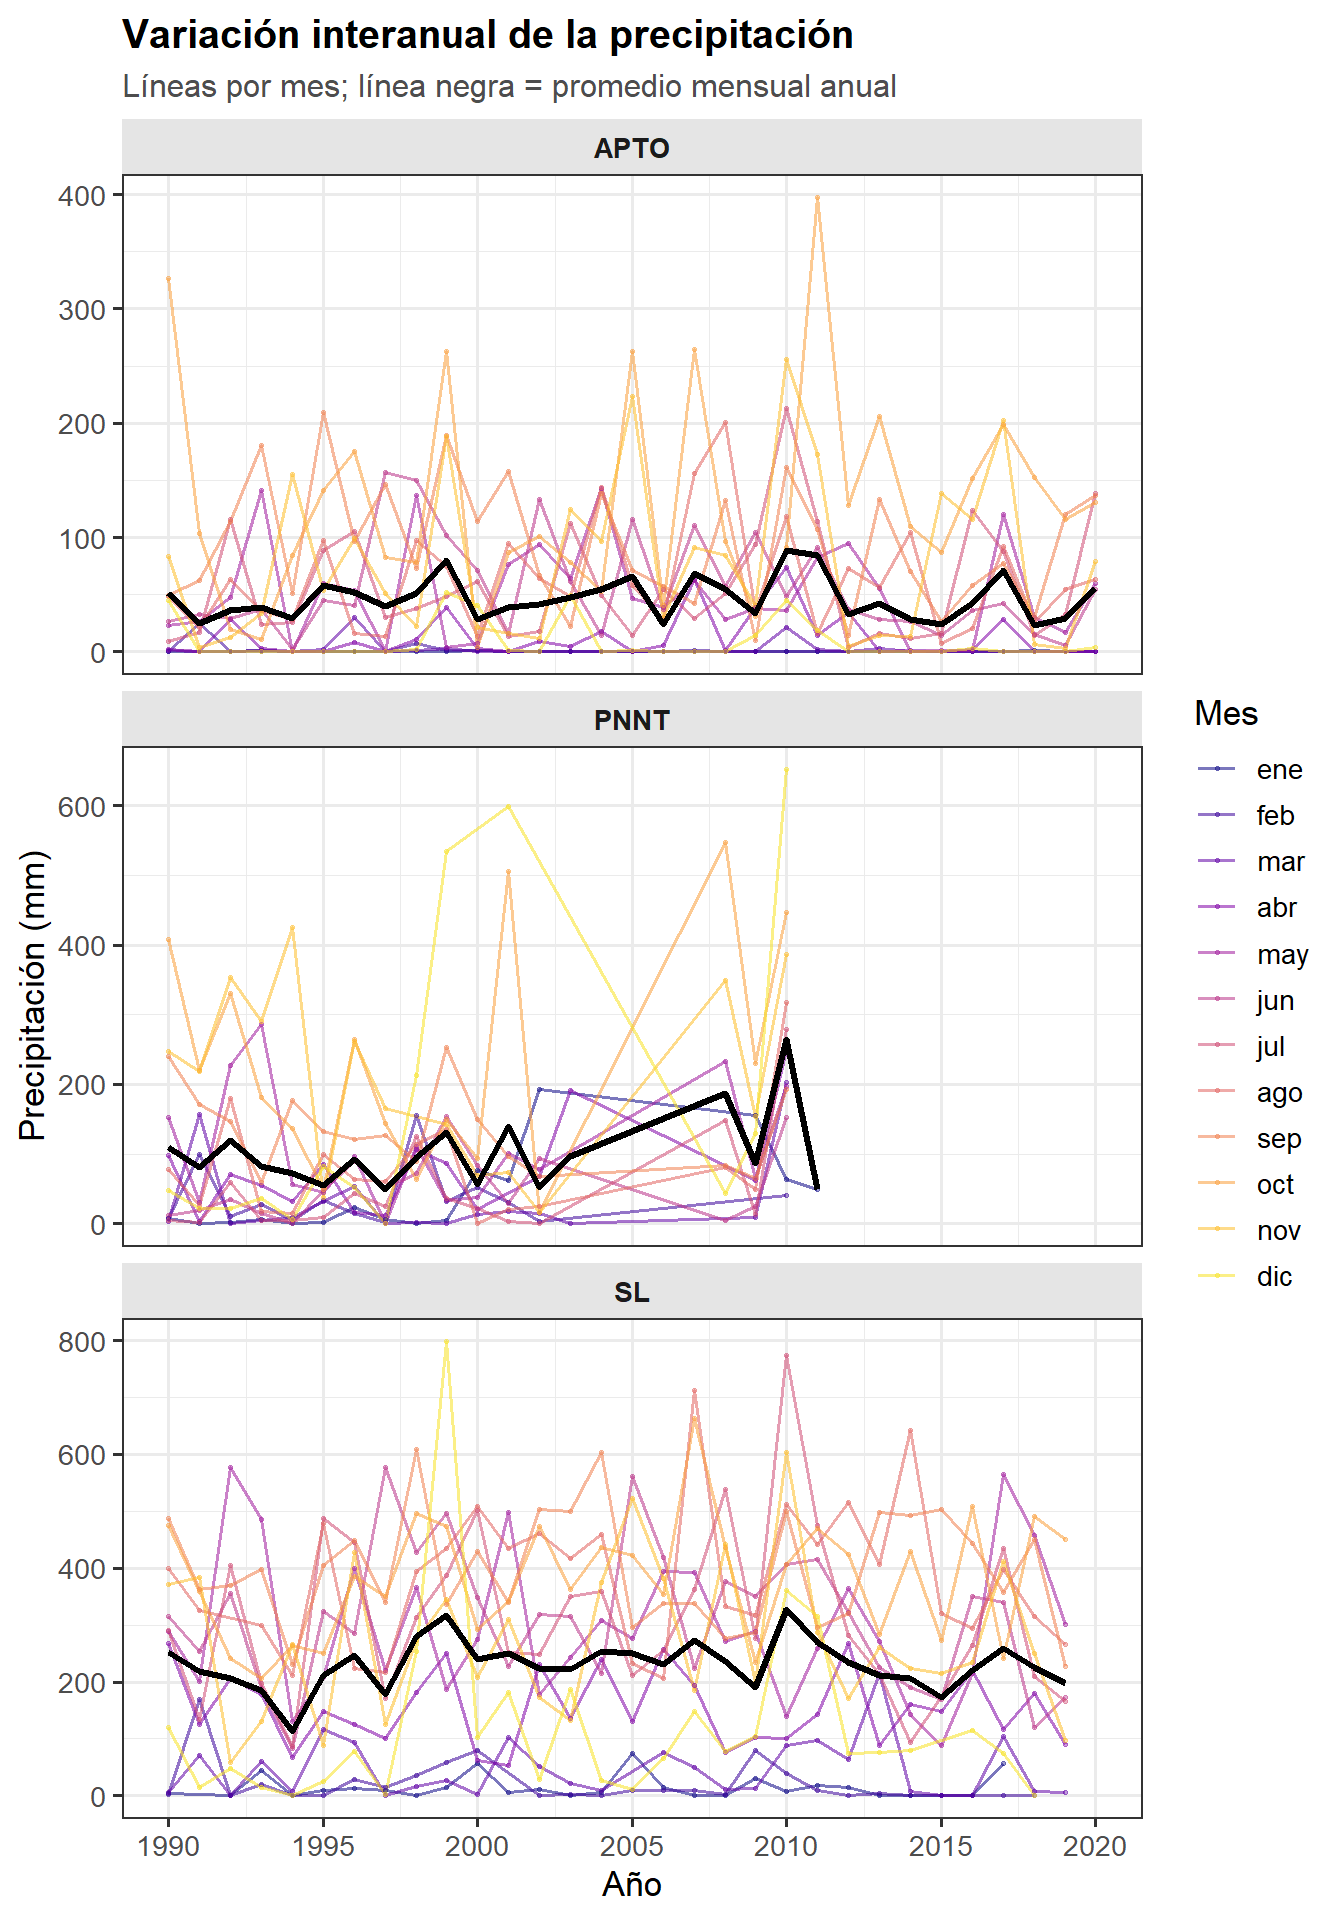 Variación interanual de la precipitación
Líneas por mes; línea negra = promedio mensual anual
APTO
400
300
200
100
0
PNNT
600
400
200
0
SL
800
600
400
200
0
1990 1995 2000 2005 2010 2015 2020
Año
Precipitación (mm)
Mes
ene
feb
mar
abr
may
jun
jul
ago
sep
oct
nov
dic